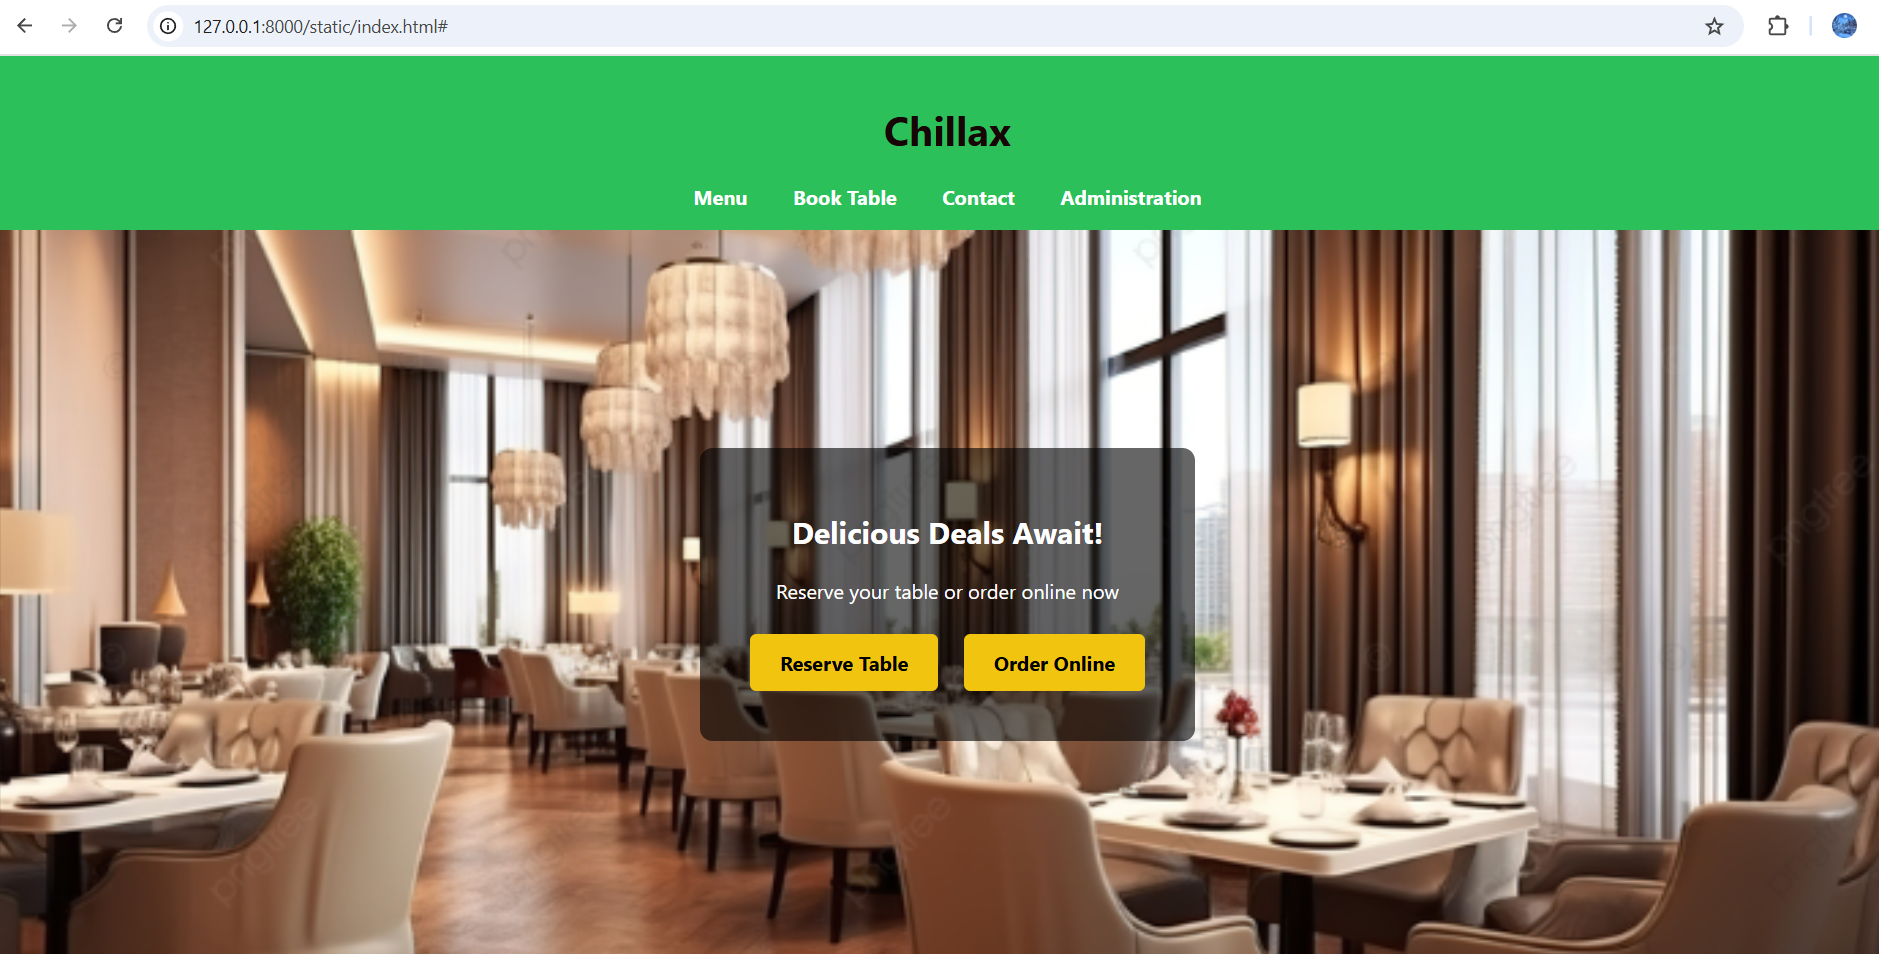 127.0.0.1:8000/static/index.html#
Chillax
Menu Book Table Contact Administration
Delicious Deals Await!
Reserve your table or order online now
Reserve Table Order Online
pngtree